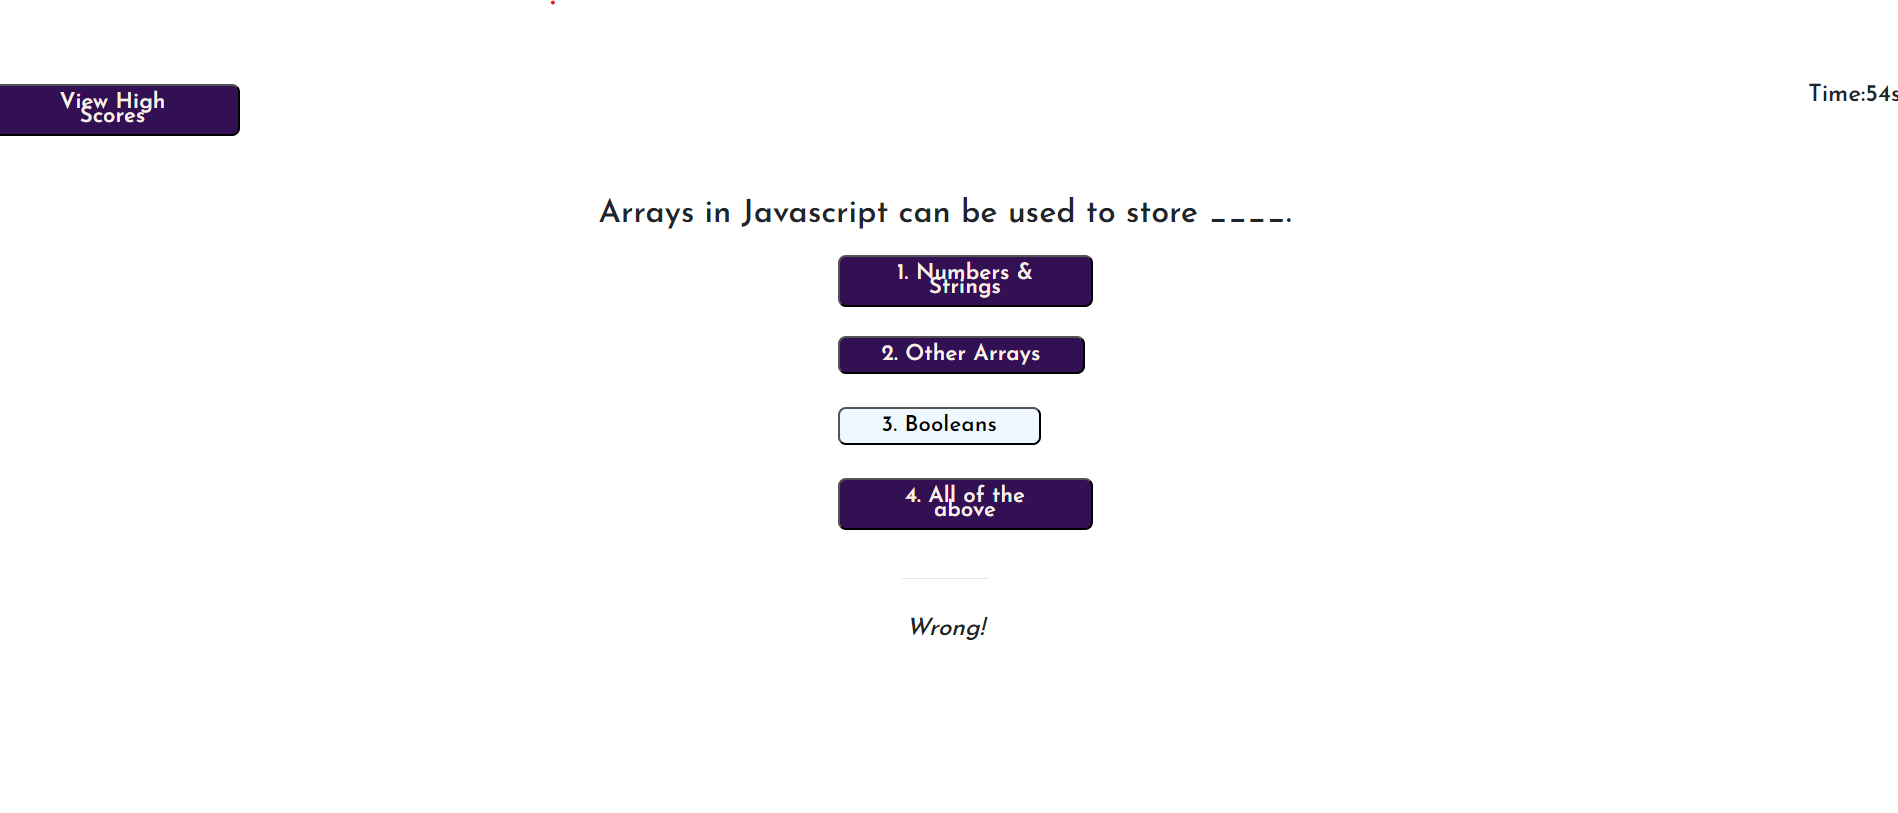 View High
Scores
Time:54s
Arrays in Javascript can be used to store ____.
1. Numbers &
Strings
2. Other Arrays
3. Booleans
4. All of the
above
Wrong!